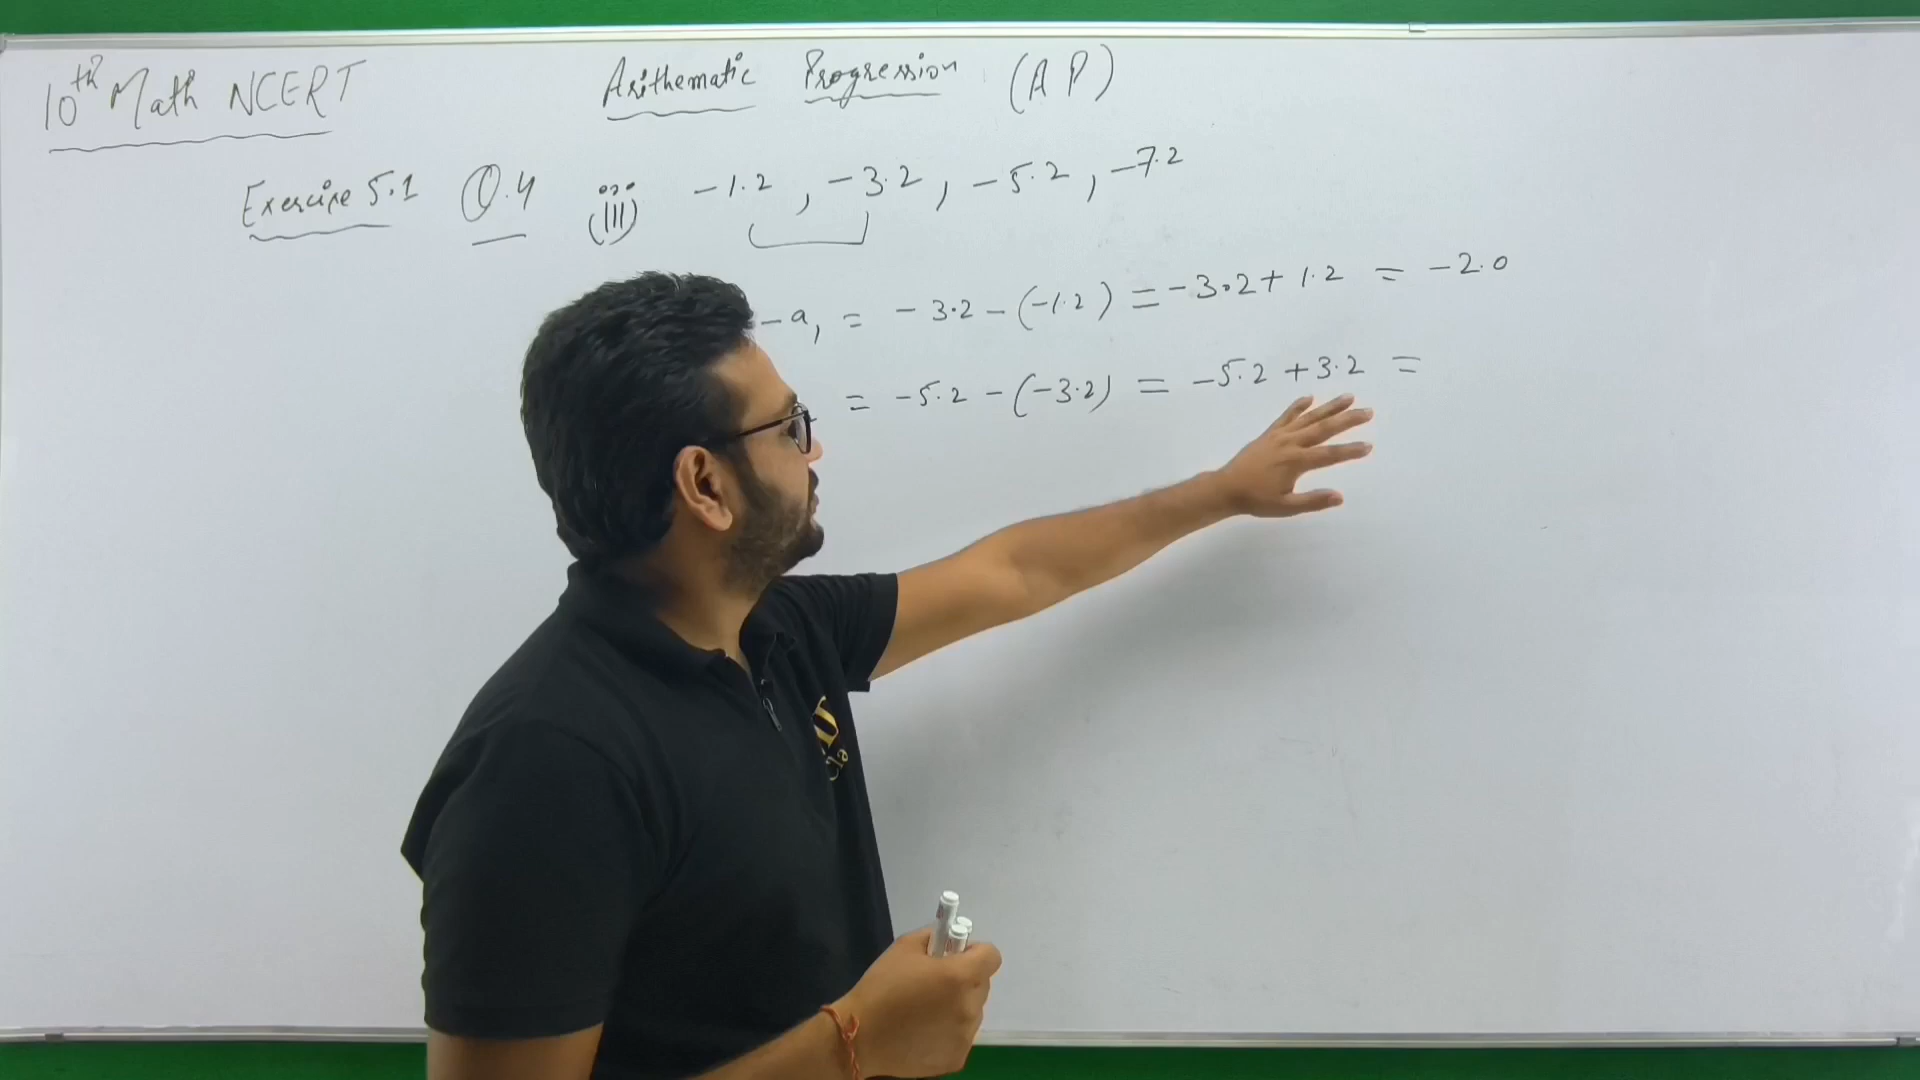 10th Math NCERT
Arithematic Progression (AP)
Exercise 5.1 Q.4 (iii) -1.2, -3.2, -5.2, -7.2
- a₁ = -3.2 - (-1.2) = -3.2 + 1.2 = -2.0
= -5.2 - (-3.2) = -5.2 + 3.2 =